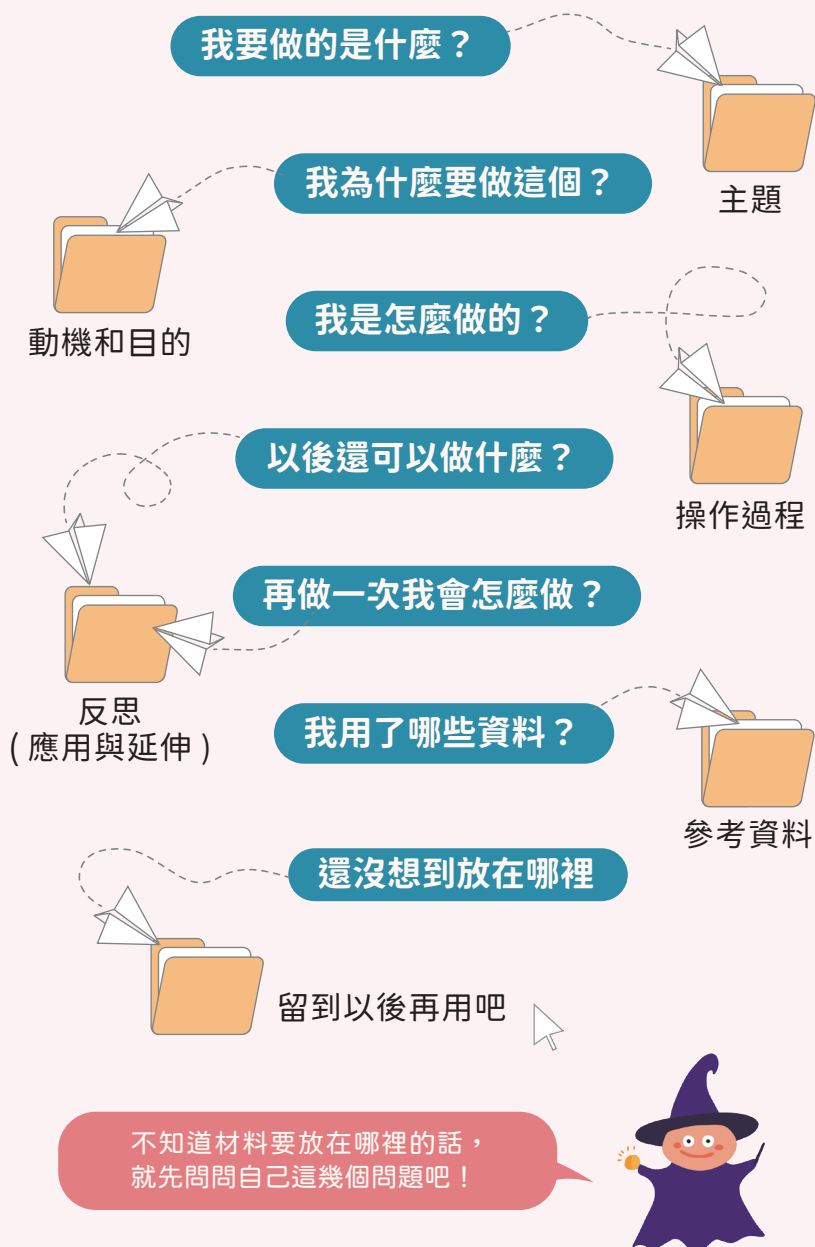 我要做的是什麼？
主題
我為什麼要做這個？
動機和目的
我是怎麼做的？
操作過程
以後還可以做什麼？
再做一次我會怎麼做？
反思
(應用與延伸)
我用了哪些資料？
參考資料
還沒想到放在哪裡
留到以後再用吧
不知道材料要放在哪裡的話，
就先問問自己這幾個問題吧！